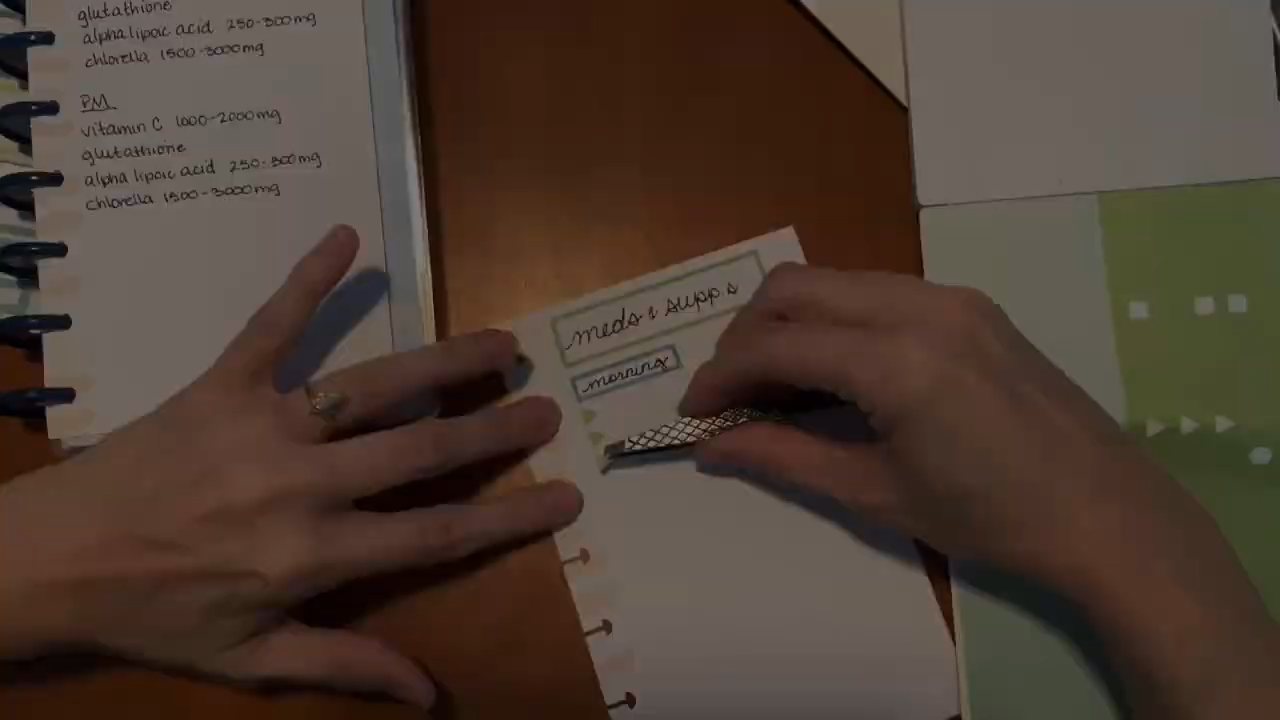 glutathione
alpha lipoic acid 250-300mg
chlorella 1500-3000mg
PM
vitamin C 1000-2000mg
glutathione
alpha lipoic acid 250-300mg
chlorella 1500-3000mg
meds & supps
morning